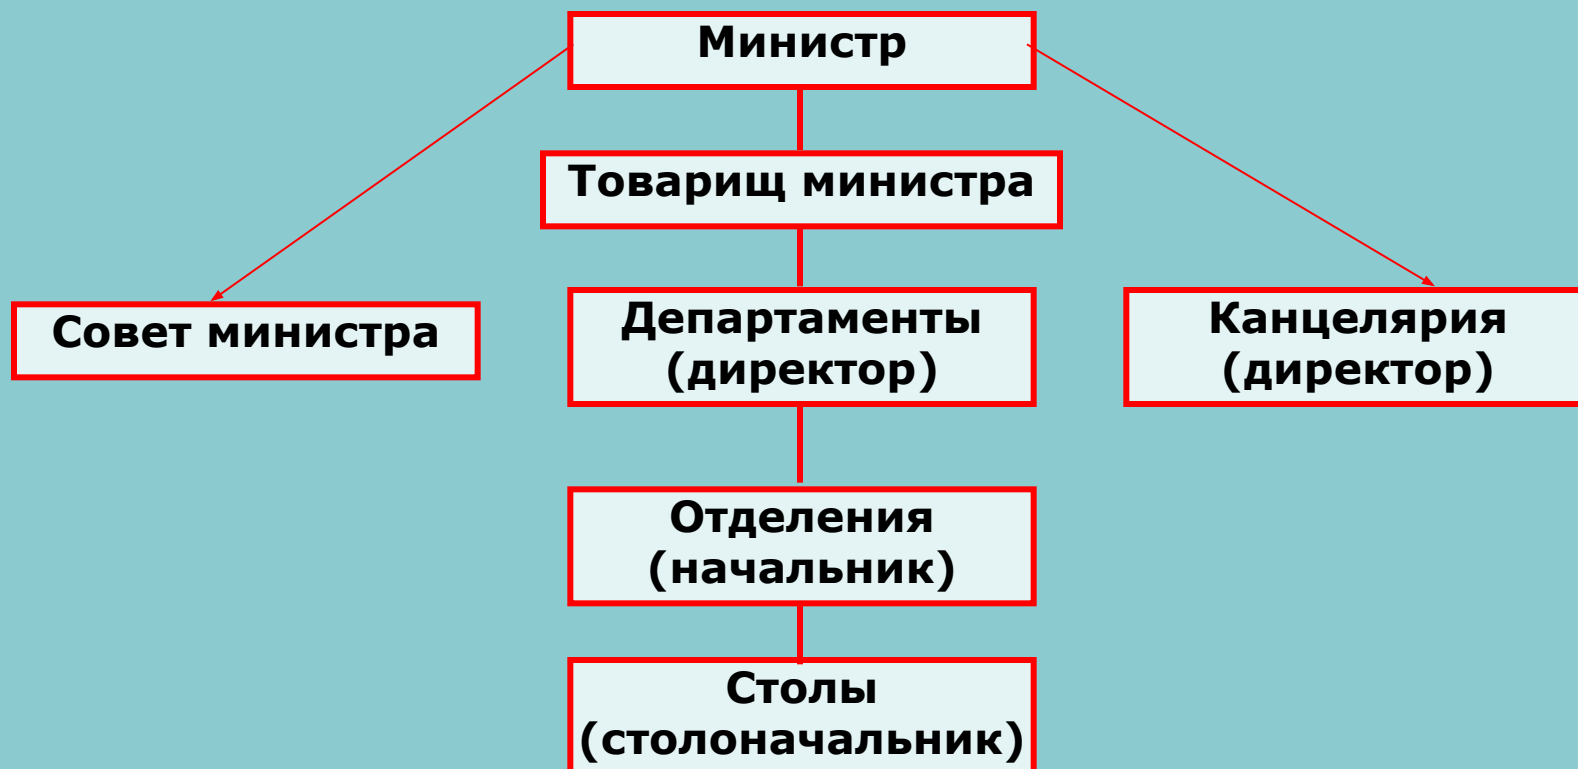 Министр
Товарищ министра
Совет министра
Департаменты
(директор)
Канцелярия
(директор)
Отделения
(начальник)
Столы
(столоначальник)